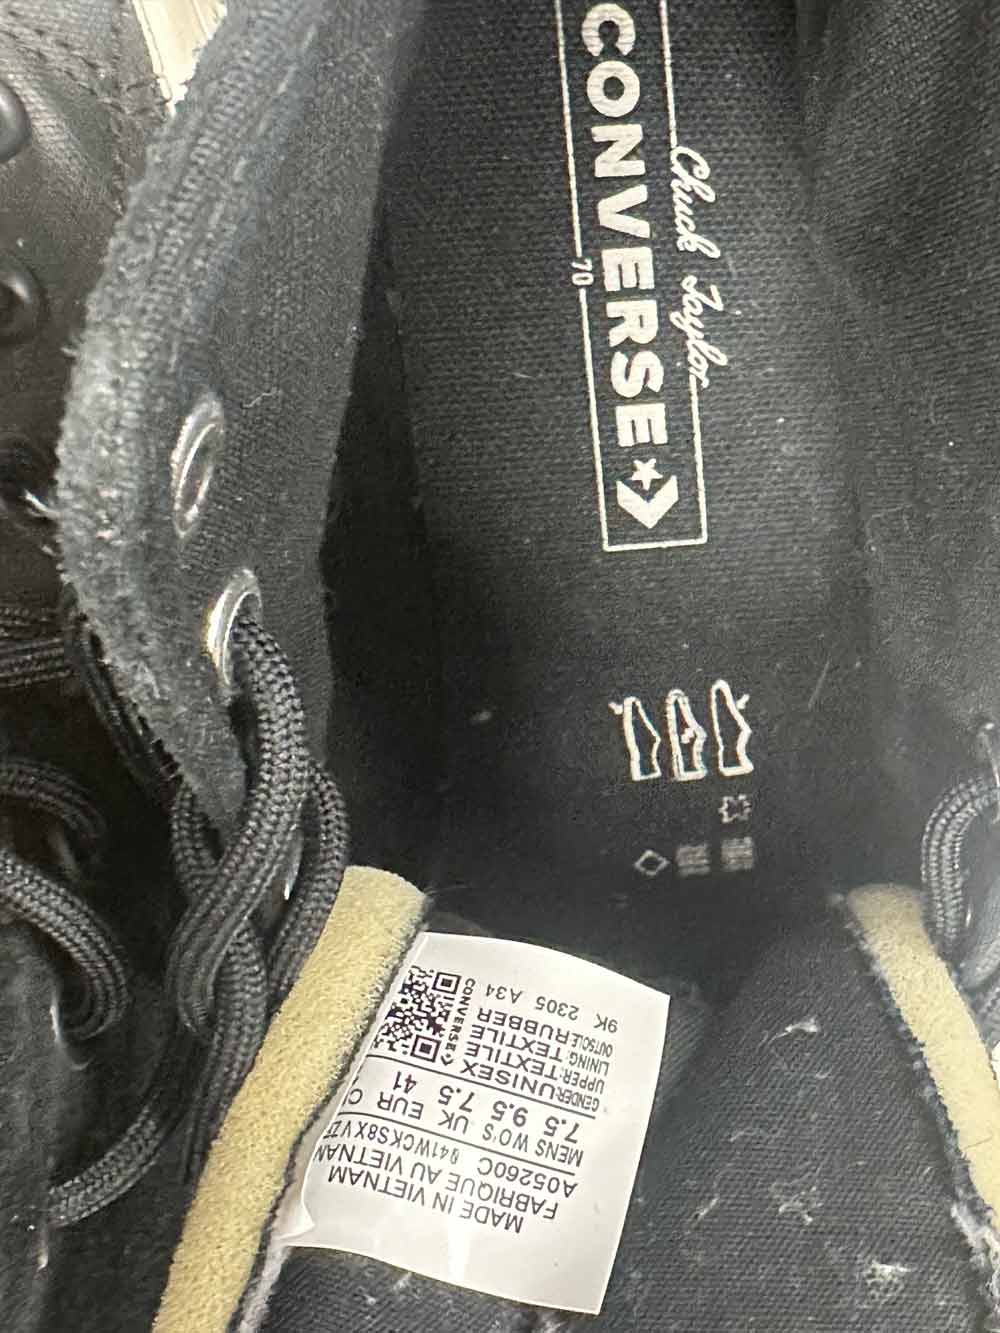 Chuck Taylor
CONVERSE
70
MADE IN VIETNAM
FABRIQUE AU VIETNAM
A05260C
MENS WO'S UK EUR
7.5 9.5 7.5 41
GENDER:UNISEX
UPPER:TEXTILE
LINING:TEXTILE
OUTSOLE:RUBBER
9K 2305 A34
CONVERSE